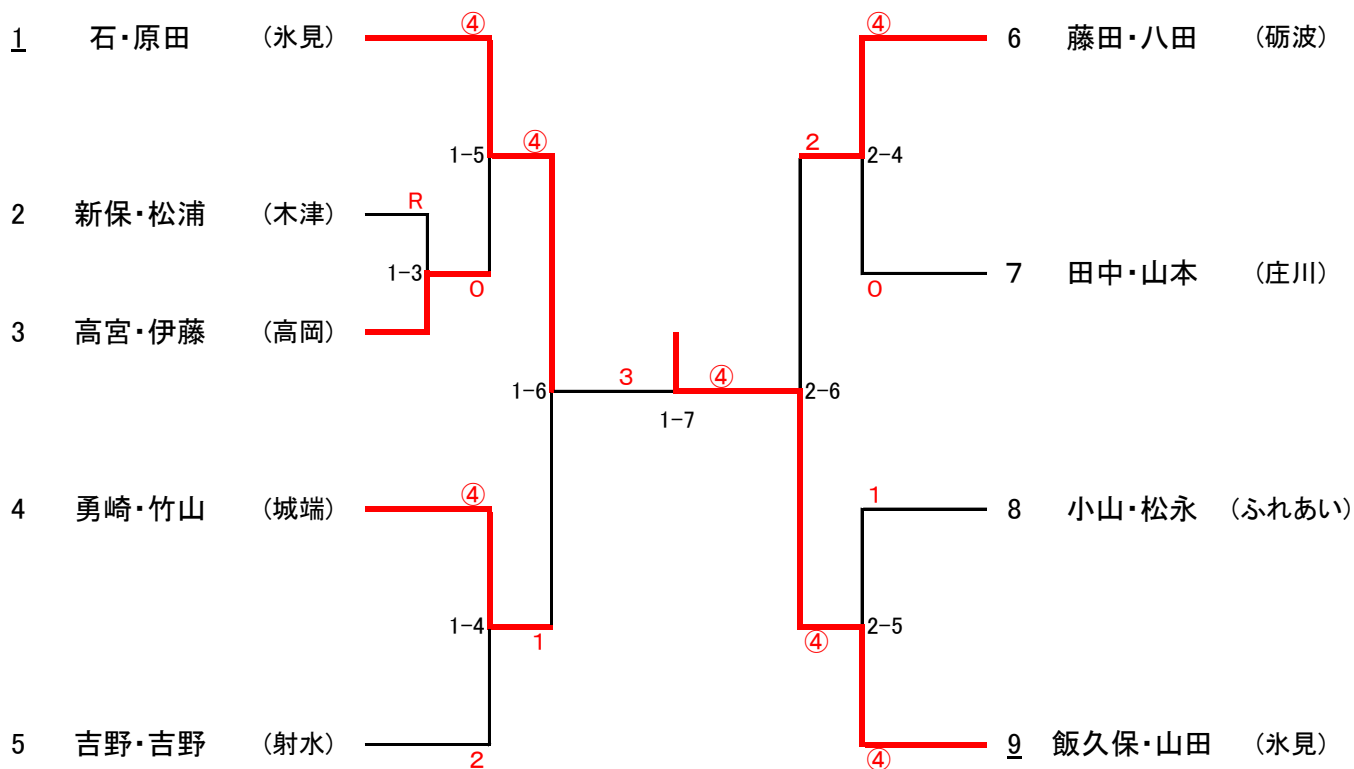 ④ ④
1 石・原田 (氷見) 6 藤田・八田 (砺波)
④ 2
1-5 2-4
R
2 新保・松浦 (木津)
1-3 7 田中・山本 (庄川)
0 0
3 高宮・伊藤 (高岡)
3 ④
1-6 2-6
1-7
④ 1
4 勇崎・竹山 (城端) 8 小山・松永 (ふれあい)
1-4 2-5
1 ④
5 吉野・吉野 (射水) 9 飯久保・山田 (氷見)
2 ④